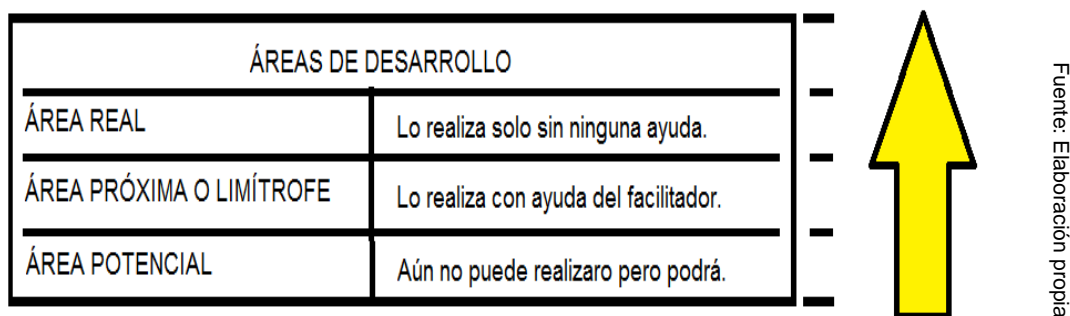 ÁREAS DE DESARROLLO
ÁREA REAL
Lo realiza solo sin ninguna ayuda.
ÁREA PRÓXIMA O LIMÍTROFE
Lo realiza con ayuda del facilitador.
ÁREA POTENCIAL
Aún no puede realizaro pero podrá.
Fuente: Elaboración propia